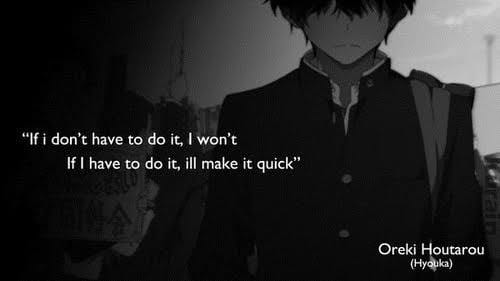 “If i don’t have to do it, I won’t
If I have to do it, ill make it quick”
Oreki Houtarou
(Hyouka)